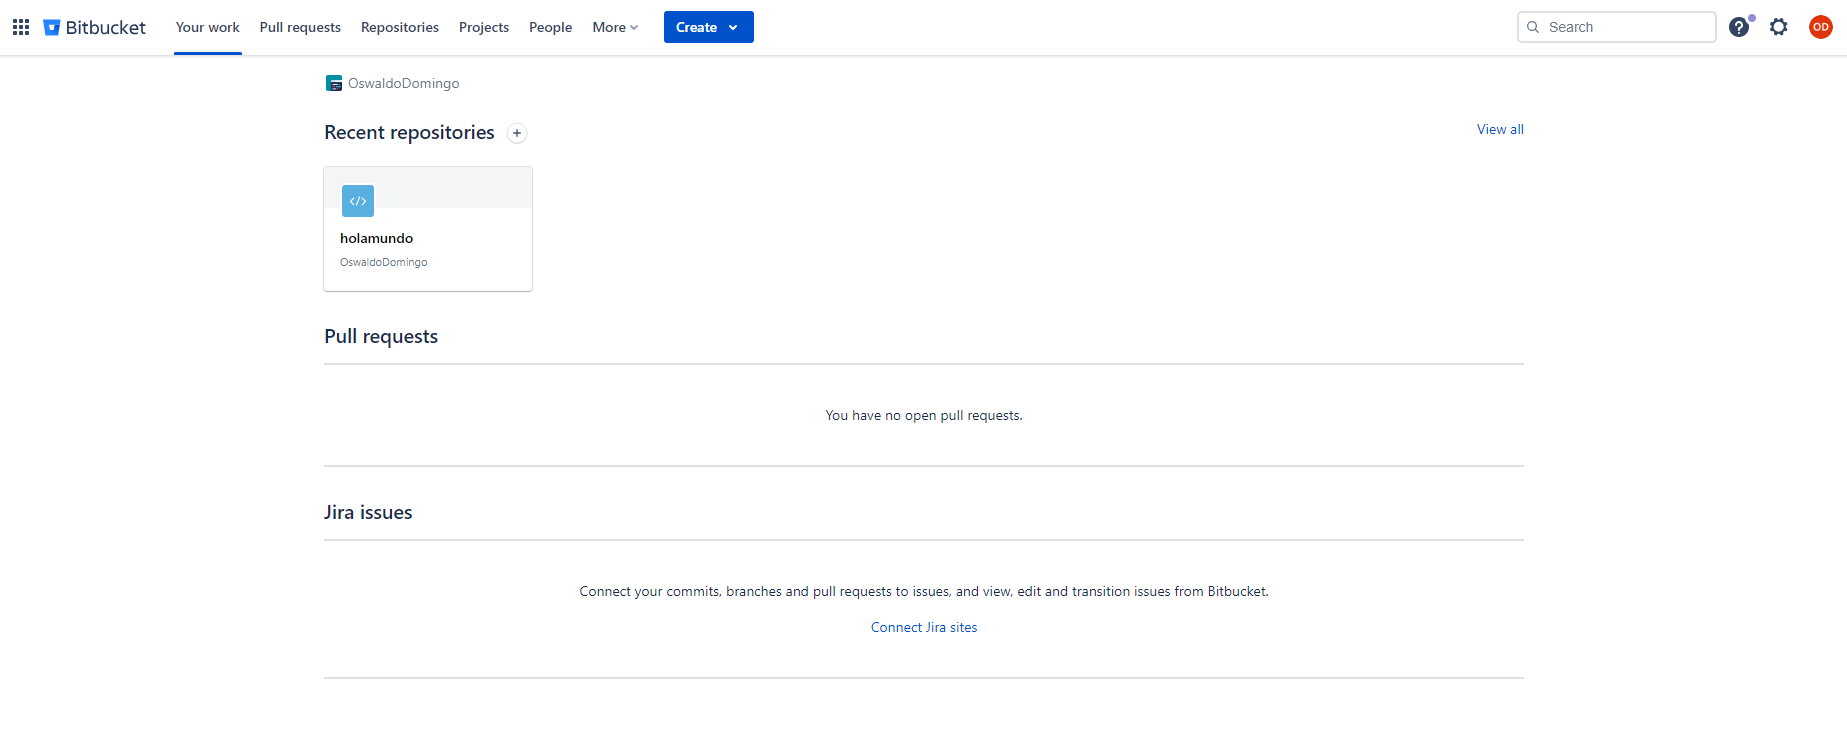 Bitbucket Your work Pull requests Repositories Projects People More Create Search OD
OswaldoDomingo
Recent repositories + View all
</>
holamundo
OswaldoDomingo
Pull requests
You have no open pull requests.
Jira issues
Connect your commits, branches and pull requests to issues, and view, edit and transition issues from Bitbucket.
Connect Jira sites